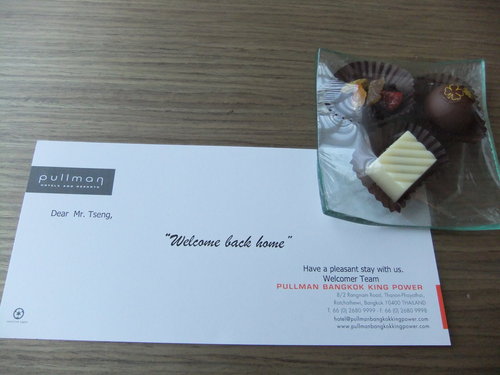 pullman
HOTELS AND RESORTS
Dear Mr. Tseng,
"Welcome back home"
Have a pleasant stay with us.
Welcomer Team
PULLMAN BANGKOK KING POWER
8/2 Rangnam Road, Thanon-Phayathai,
Ratchathewi, Bangkok 10400 THAILAND
T. 66 (0) 2680 9999 F. 66 (0) 2680 9998
hotel@pullmanbangkokkingpower.com
www.pullmanbangkokkingpower.com